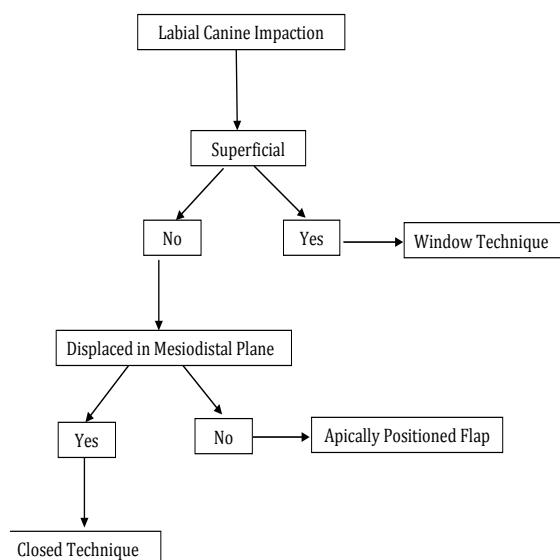 Labial Canine Impaction
Superficial
No
Yes
Window Technique
Displaced in Mesiodistal Plane
Yes
No
Apically Positioned Flap
Closed Technique